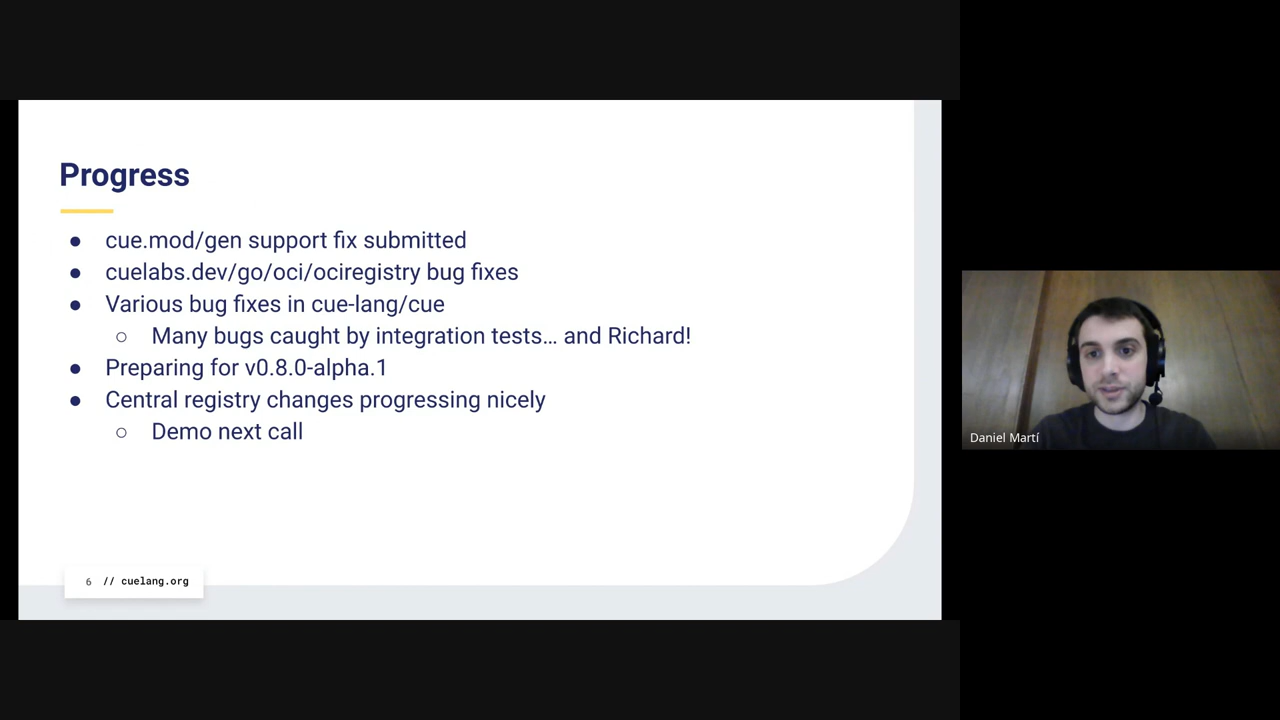 Progress
● cue.mod/gen support fix submitted
● cuelabs.dev/go/oci/ociregistry bug fixes
● Various bug fixes in cue-lang/cue
○ Many bugs caught by integration tests… and Richard!
● Preparing for v0.8.0-alpha.1
● Central registry changes progressing nicely
○ Demo next call
6 // cuelang.org
Daniel Martí